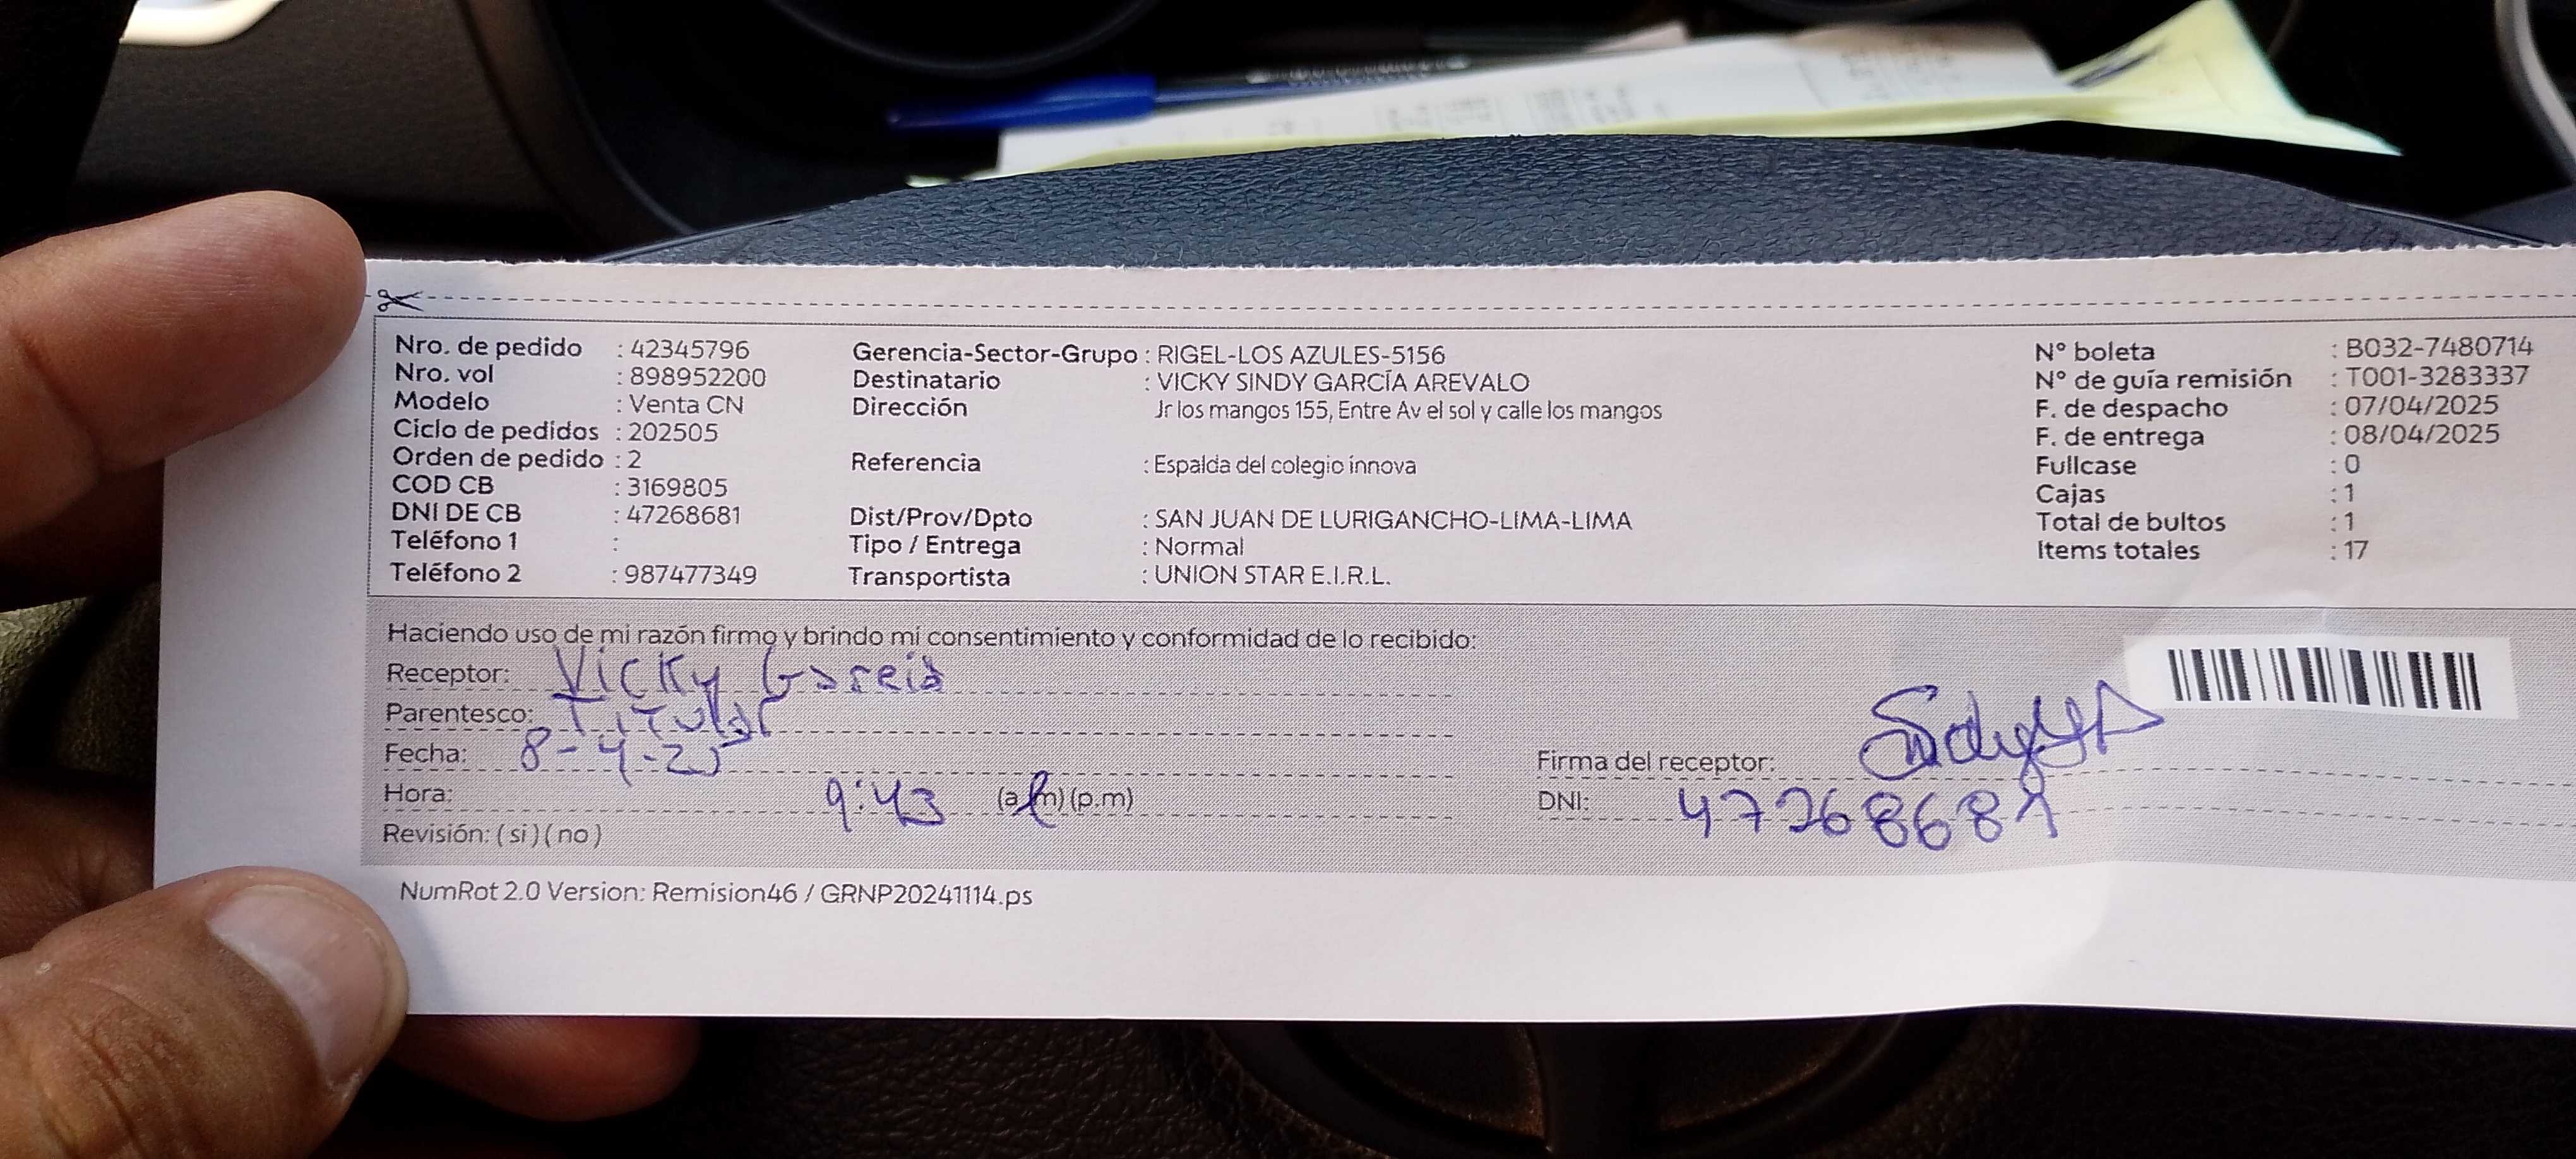 Nro. de pedido : 42345796
Nro. vol : 898952200
Modelo : Venta CN
Ciclo de pedidos : 202505
Orden de pedido : 2
COD CB : 3169805
DNI DE CB : 47268681
Teléfono 1 :
Teléfono 2 : 987477349
Gerencia-Sector-Grupo : RIGEL-LOS AZULES-5156
Destinatario : VICKY SINDY GARCÍA AREVALO
Dirección Jr los mangos 155, Entre Av el sol y calle los mangos
Referencia : Espalda del colegio innova
Dist/Prov/Dpto : SAN JUAN DE LURIGANCHO-LIMA-LIMA
Tipo / Entrega : Normal
Transportista : UNION STAR E.I.R.L.
N° boleta : B032-7480714
N° de guía remisión : T001-3283337
F. de despacho : 07/04/2025
F. de entrega : 08/04/2025
Fullcase : 0
Cajas : 1
Total de bultos : 1
Items totales : 17
Haciendo uso de mi razón firmo y brindo mi consentimiento y conformidad de lo recibido:
Receptor: Vicky Garcia
Parentesco: Titular
Fecha: 8-4-25
Hora: 9:43 (a.m)(p.m)
Revisión: (si)(no)
Firma del receptor:
DNI: 47268681
NumRot 2.0 Version: Remision46 / GRNP20241114.ps